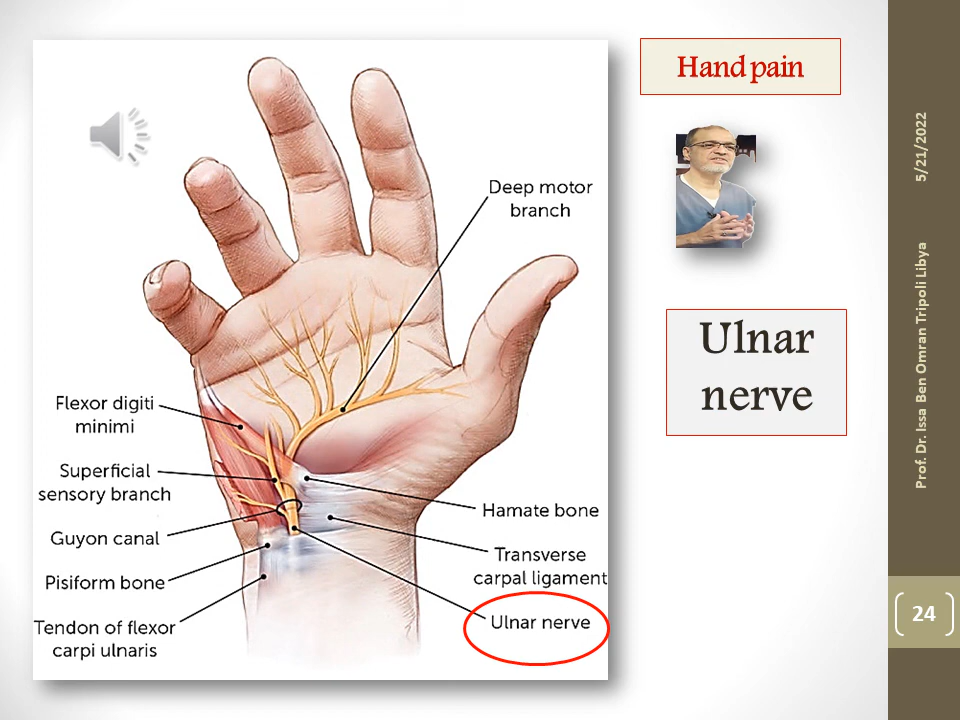 Hand pain
Deep motor
branch
Ulnar
nerve
Flexor digiti
minimi
Superficial
sensory branch
Guyon canal
Pisiform bone
Tendon of flexor
carpi ulnaris
Hamate bone
Transverse
carpal ligament
Ulnar nerve
5/21/2022
Prof. Dr. Issa Ben Omran Tripoli Libya
24